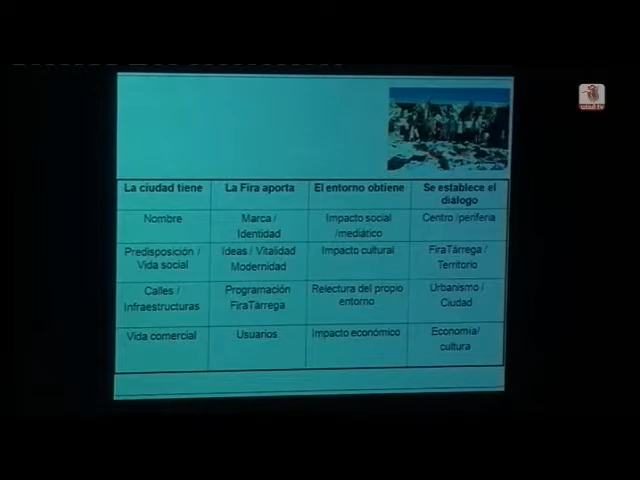 La ciudad tiene
La Fira aporta
El entorno obtiene
Se establece el
diálogo
Nombre
Marca /
Identidad
Impacto social
/mediático
Centro /periferia
Predisposición /
Vida social
Ideas / Vitalidad
Modernidad
Impacto cultural
FiraTàrrega /
Territorio
Calles /
Infraestructuras
Programación
FiraTàrrega
Relectura del propio
entorno
Urbanismo /
Ciudad
Vida comercial
Usuarios
Impacto económico
Economía/
cultura